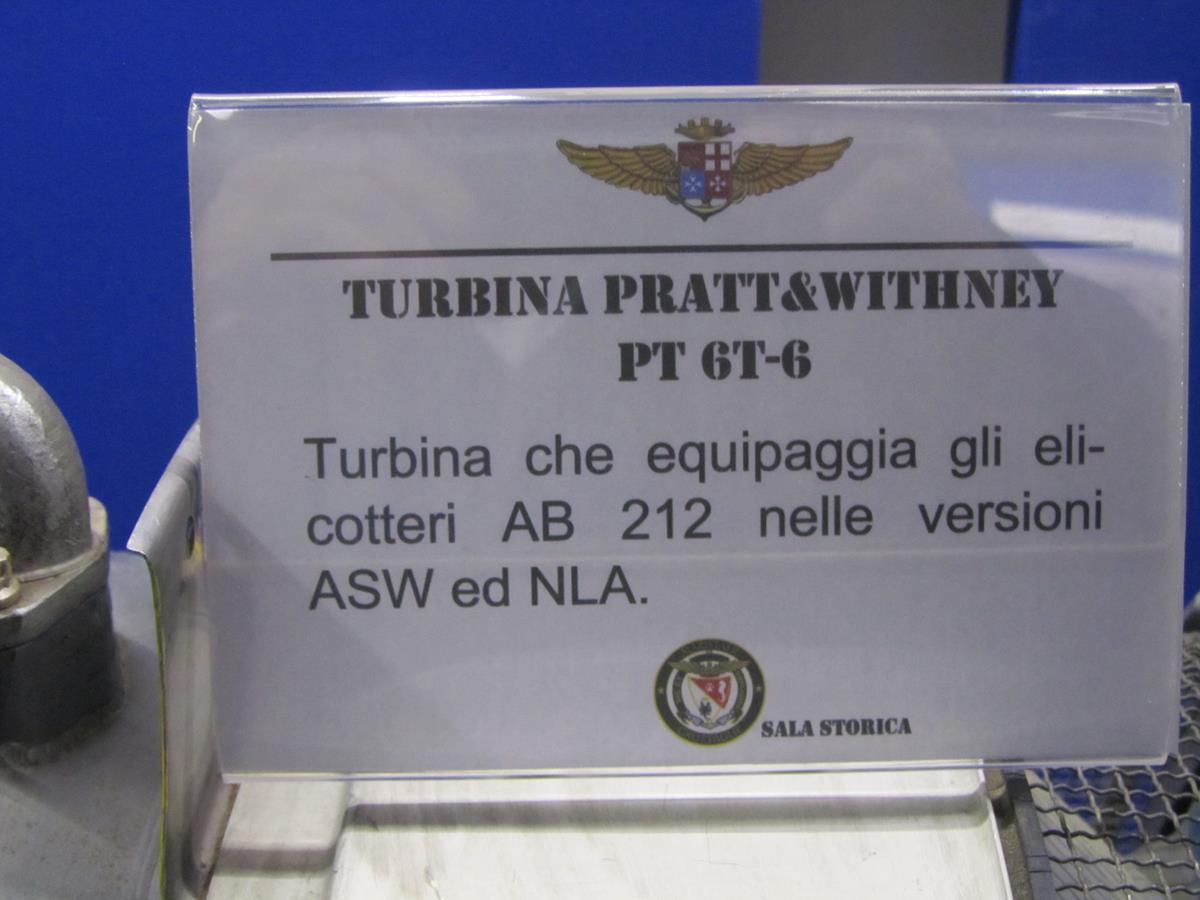 TURBINA PRATT&WITHNEY
PT 6T-6
Turbina che equipaggia gli eli-
cotteri AB 212 nelle versioni
ASW ed NLA.
SALA STORICA